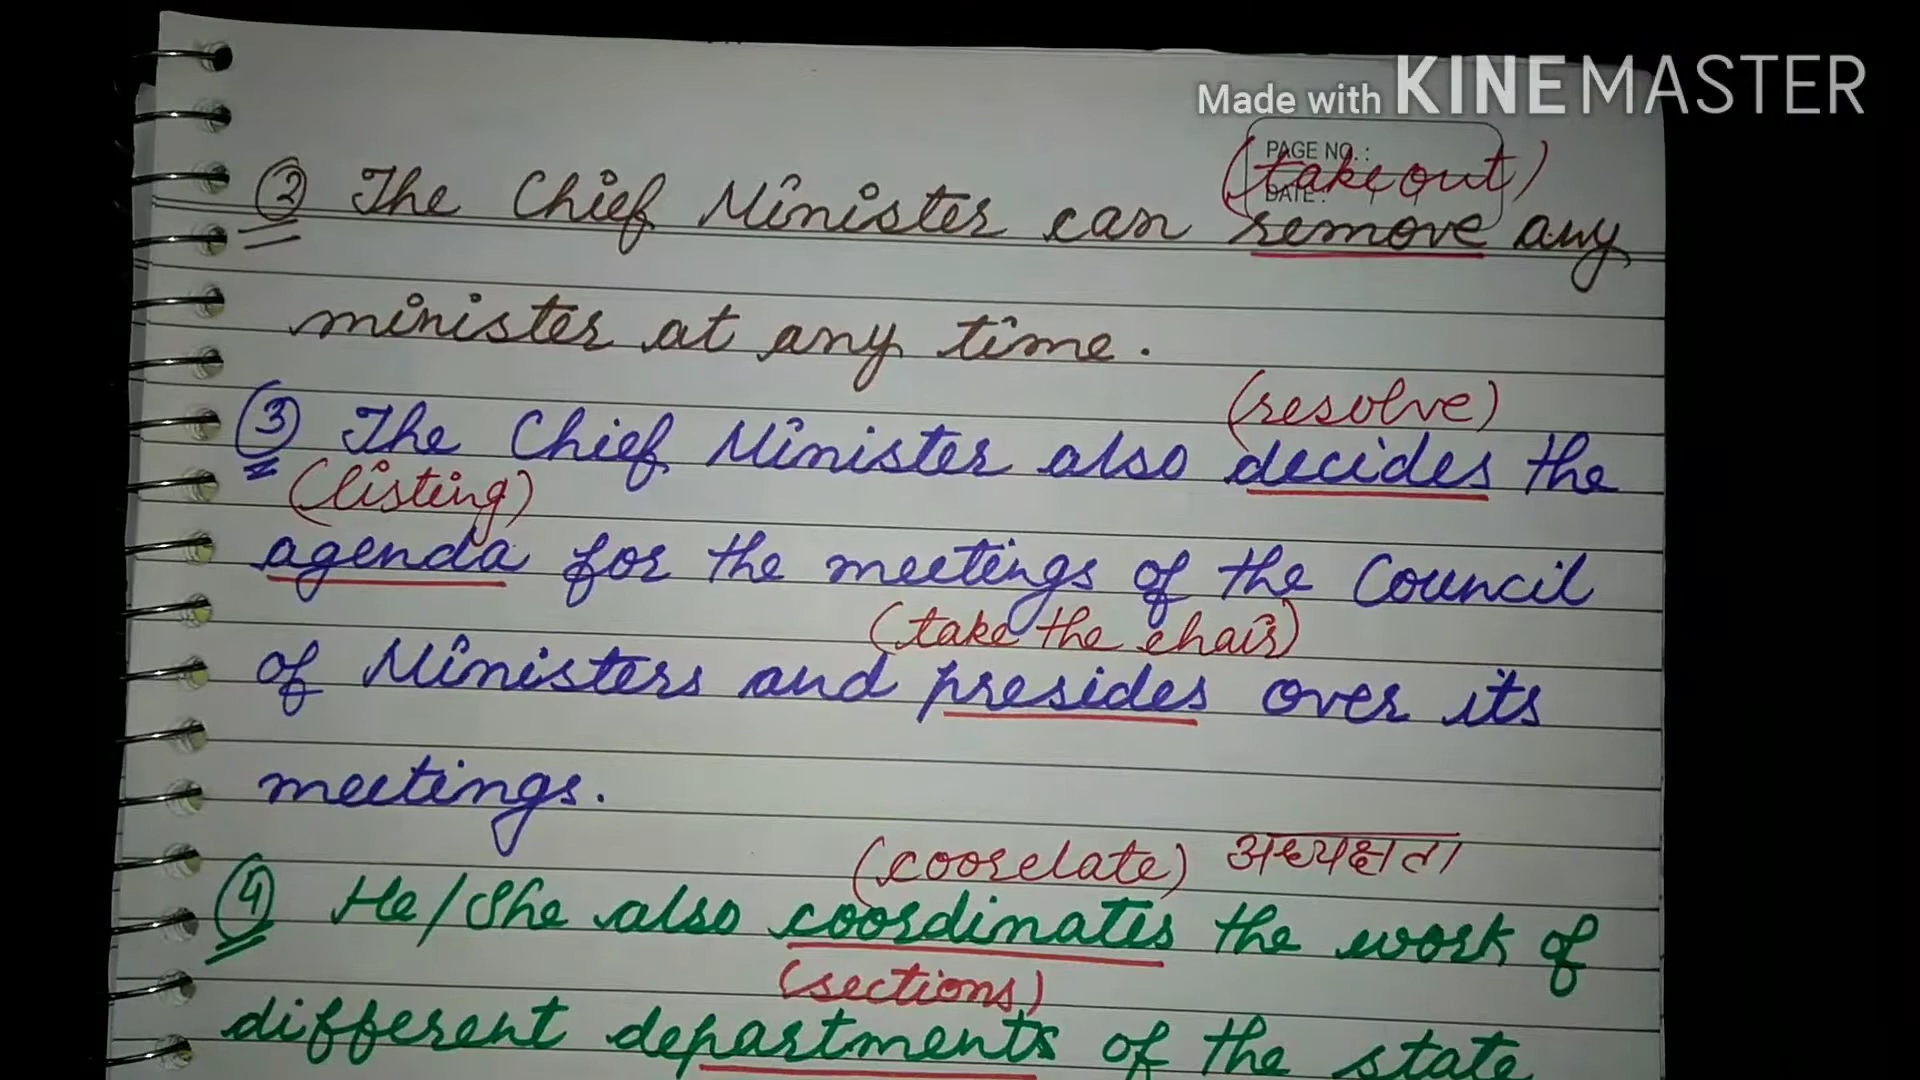 Made with KINEMASTER
PAGE NO.:
DATE:
(take out)
② The Chief Minister can remove any
minister at any time.
(resolve)
③ The Chief Minister also decides the
(listing)
agenda for the meetings of the Council
(take the chair)
of Ministers and presides over its
meetings.
(coorelate) अध्यक्षता
④ He/She also coordinates the work of
(sections)
different departments of the state